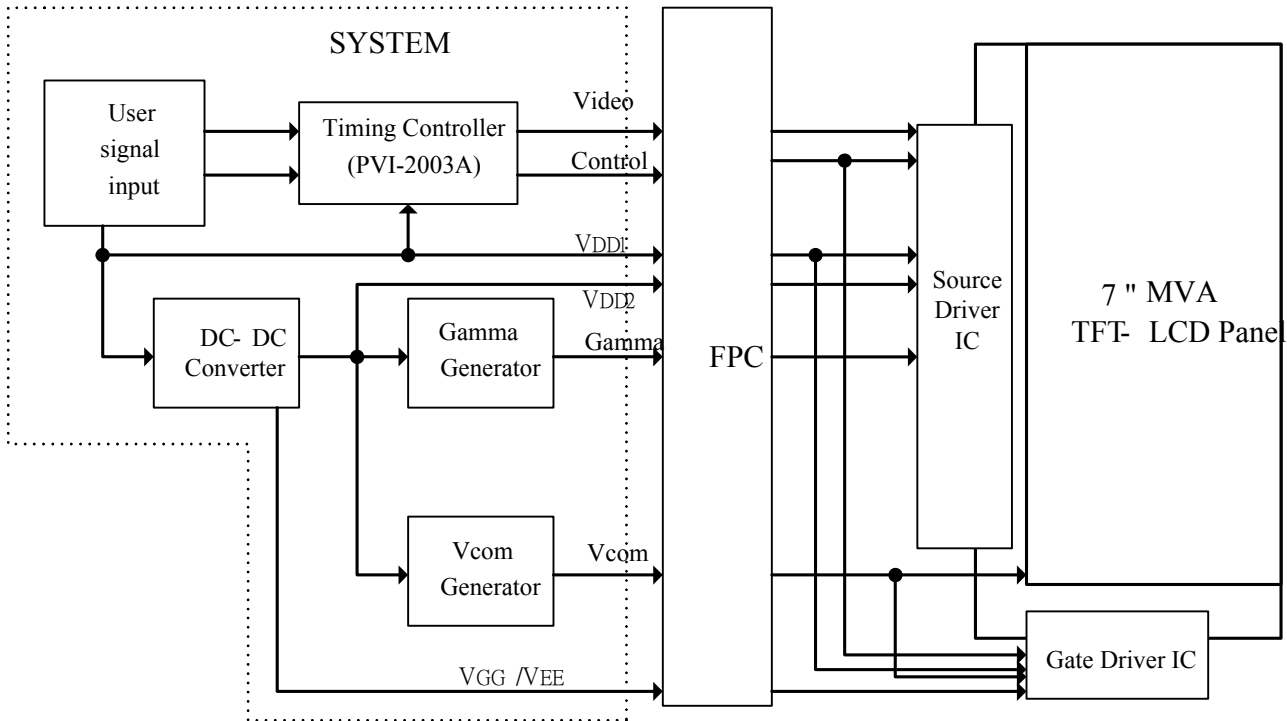 SYSTEM
User
signal
input
Timing Controller
(PVI-2003A)
Video
Control
VDD1
VDD2
DC- DC
Converter
Gamma
Generator
Gamma
FPC
Source
Driver
IC
7 " MVA
TFT- LCD Panel
Vcom
Generator
Vcom
VGG /VEE
Gate Driver IC